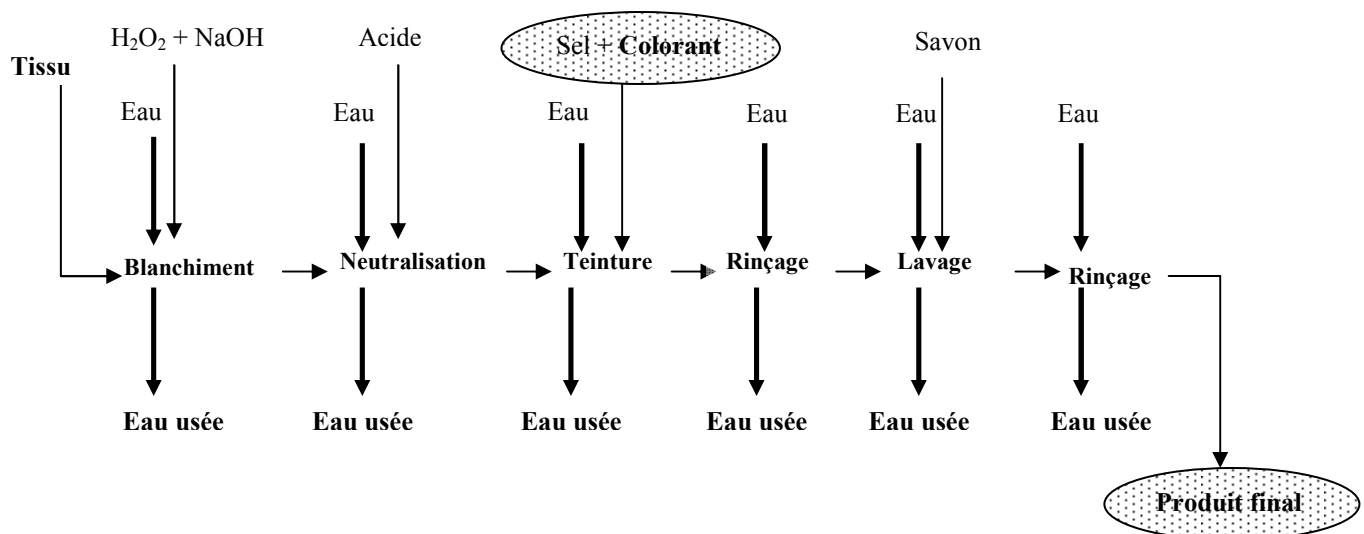 H₂O₂ + NaOH
Acide
Sel + Colorant
Savon
Tissu
Eau
Eau
Eau
Eau
Eau
Eau
Blanchiment
Neutralisation
Teinture
Rinçage
Lavage
Rinçage
Eau usée
Eau usée
Eau usée
Eau usée
Eau usée
Eau usée
Produit final